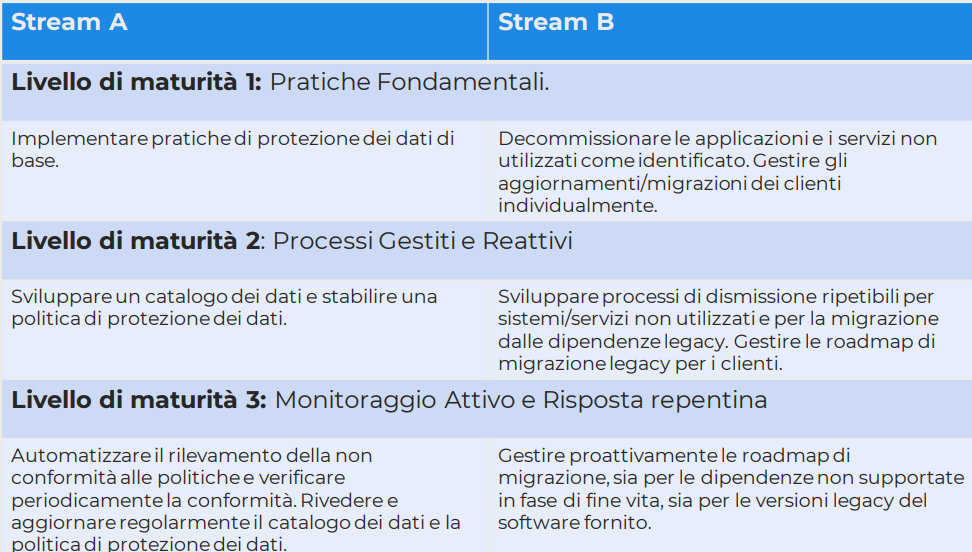 Stream A
Stream B
Livello di maturità 1: Pratiche Fondamentali.
Implementare pratiche di protezione dei dati di
base.
Decommissionare le applicazioni e i servizi non
utilizzati come identificato. Gestire gli
aggiornamenti/migrazioni dei clienti
individualmente.
Livello di maturità 2: Processi Gestiti e Reattivi
Sviluppare un catalogo dei dati e stabilire una
politica di protezione dei dati.
Sviluppare processi di dismissione ripetibili per
sistemi/servizi non utilizzati e per la migrazione
dalle dipendenze legacy. Gestire le roadmap di
migrazione legacy per i clienti.
Livello di maturità 3: Monitoraggio Attivo e Risposta repentina
Automatizzare il rilevamento della non
conformità alle politiche e verificare
periodicamente la conformità. Rivedere e
aggiornare regolarmente il catalogo dei dati e la
politica di protezione dei dati.
Gestire proattivamente le roadmap di
migrazione, sia per le dipendenze non supportate
in fase di fine vita, sia per le versioni legacy del
software fornito.